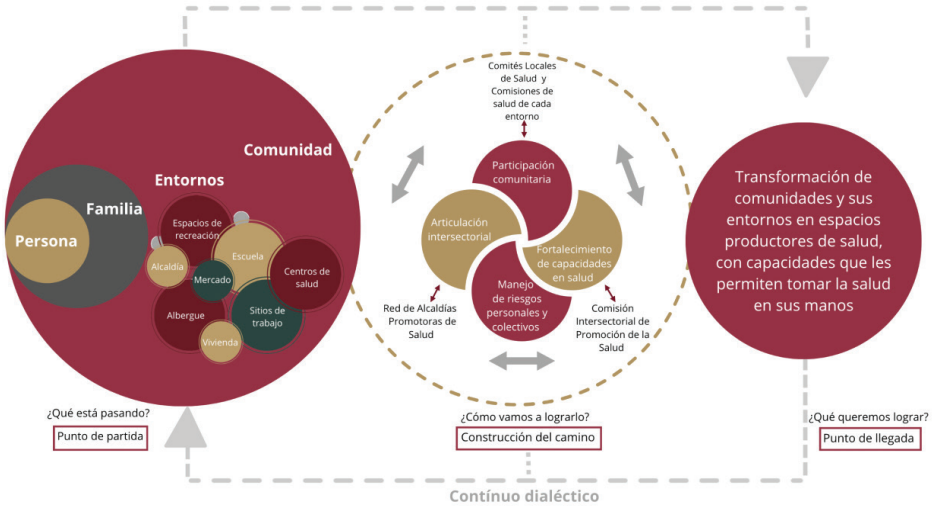 Comunidad
Entornos
Familia
Persona
Espacios de
recreación
Alcaldía
Escuela
Mercado
Centros de
salud
Albergue
Sitios de
trabajo
Vivienda
¿Qué está pasando?
Punto de partida
Comités Locales
de Salud y
Comisiones de
salud de cada
entorno
Participación
comunitaria
Articulación
intersectorial
Fortalecimiento
de capacidades
en salud
Manejo
de riesgos
personales y
colectivos
Red de Alcaldías
Promotoras de
Salud
Comisión
Intersectorial de
Promoción de la
Salud
¿Cómo vamos a lograrlo?
Construcción del camino
Transformación de
comunidades y sus
entornos en espacios
productores de salud,
con capacidades que les
permiten tomar la salud
en sus manos
¿Qué queremos lograr?
Punto de llegada
Contínuo dialéctico